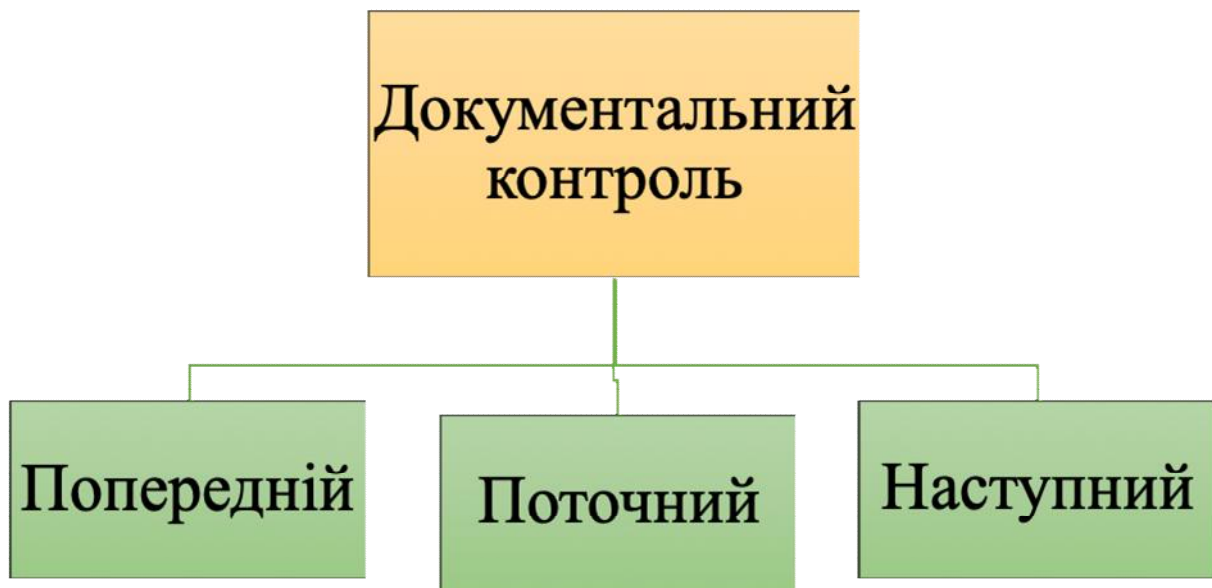 Документальний
контроль
Попередній
Поточний
Наступний